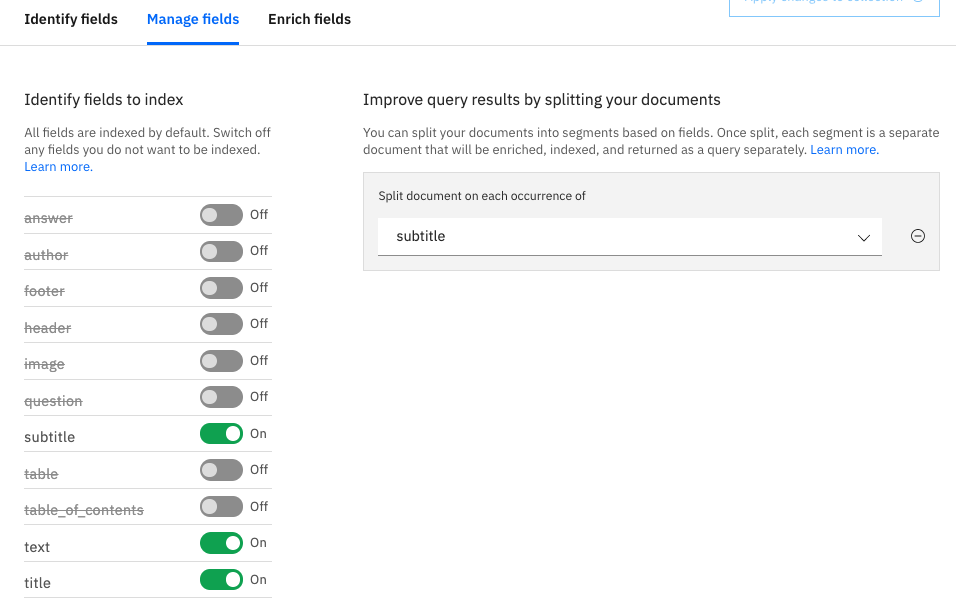 Identify fields
Manage fields
Enrich fields
Apply changes to collection
Identify fields to index
All fields are indexed by default. Switch off
any fields you do not want to be indexed.
Learn more.
answer Off
author Off
footer Off
header Off
image Off
question Off
subtitle On
table Off
table_of_contents Off
text On
title On
Improve query results by splitting your documents
You can split your documents into segments based on fields. Once split, each segment is a separate
document that will be enriched, indexed, and returned as a query separately. Learn more.
Split document on each occurrence of
subtitle